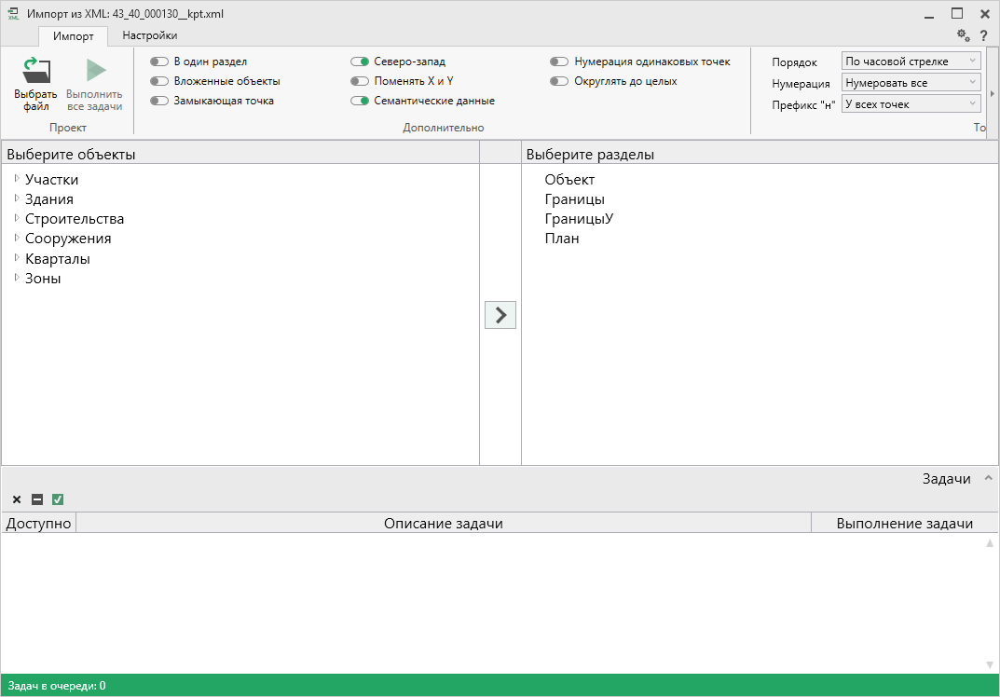 Импорт из XML: 43_40_000130__kpt.xml
Импорт Настройки
?
Выбрать файл
Выполнить все задачи
Проект
В один раздел
Вложенные объекты
Замыкающая точка
Северо-запад
Поменять X и Y
Семантические данные
Нумерация одинаковых точек
Округлять до целых
Дополнительно
Порядок По часовой стрелке
Нумерация Нумеровать все
Префикс "н" У всех точек
То
Выберите объекты
Участки
Здания
Строительства
Сооружения
Кварталы
Зоны
Выберите разделы
Объект
Границы
ГраницыУ
План
Задачи
Доступно Описание задачи Выполнение задачи
Задач в очереди: 0